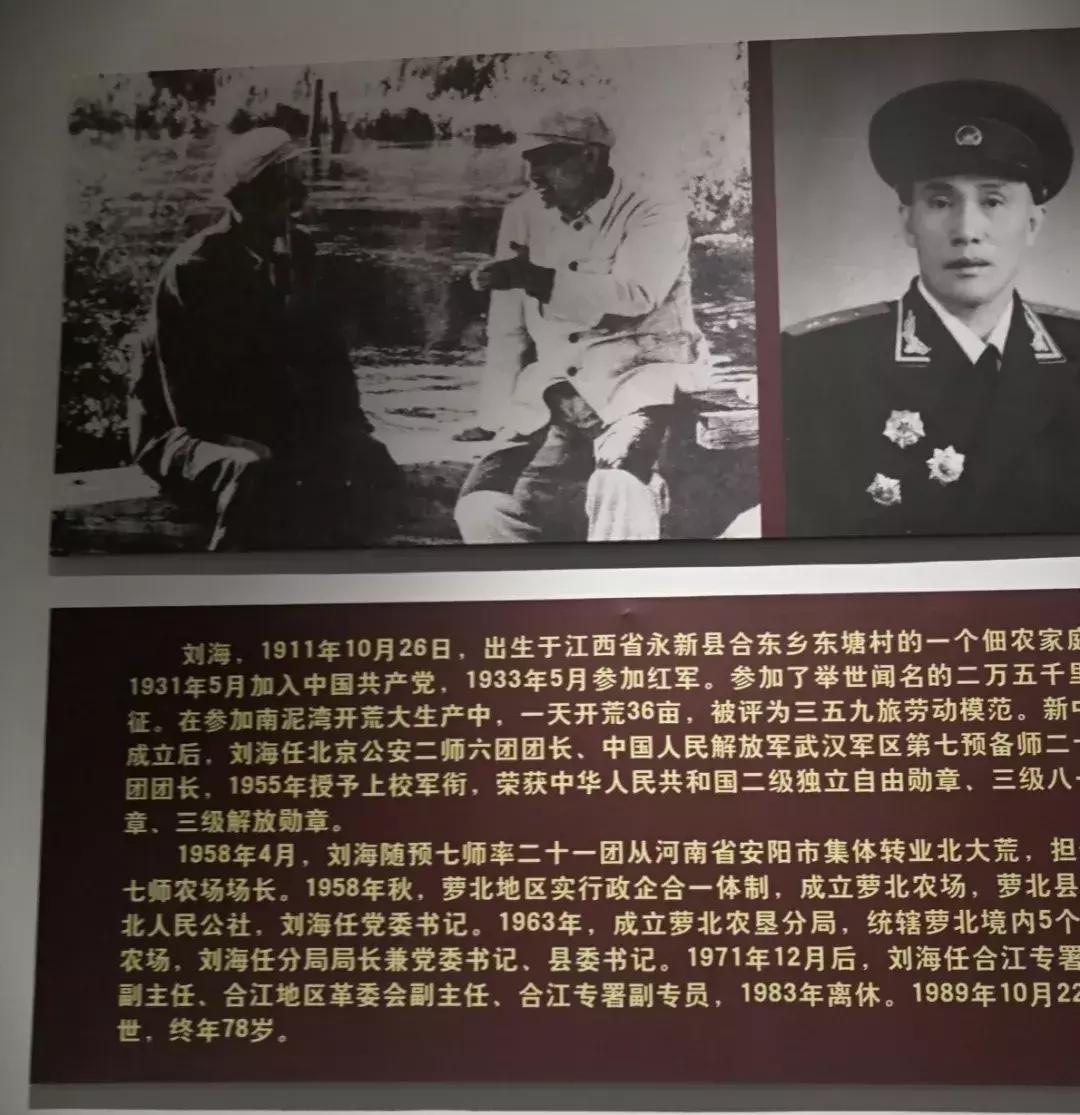 刘海，1911年10月26日，出生于江西省永新县合东乡东塘村的一个佃农家庭
1931年5月加入中国共产党，1933年5月参加红军。参加了举世闻名的二万五千里
征。在参加南泥湾开荒大生产中，一天开荒36亩，被评为三五九旅劳动模范。新中
成立后，刘海任北京公安二师六团团长、中国人民解放军武汉军区第七预备师二十
团团长，1955年授予上校军衔，荣获中华人民共和国二级独立自由勋章、三级八一
章、三级解放勋章。
1958年4月，刘海随预七师率二十一团从河南省安阳市集体转业北大荒，担
七师农场场长。1958年秋，萝北地区实行政企合一体制，成立萝北农场，萝北县
北人民公社，刘海任党委书记。1963年，成立萝北农垦分局，统辖萝北境内5个
农场，刘海任分局局长兼党委书记、县委书记。1971年12月后，刘海任合江专署
副主任、合江地区革委会副主任、合江专署副专员，1983年离休。1989年10月22
世，终年78岁。